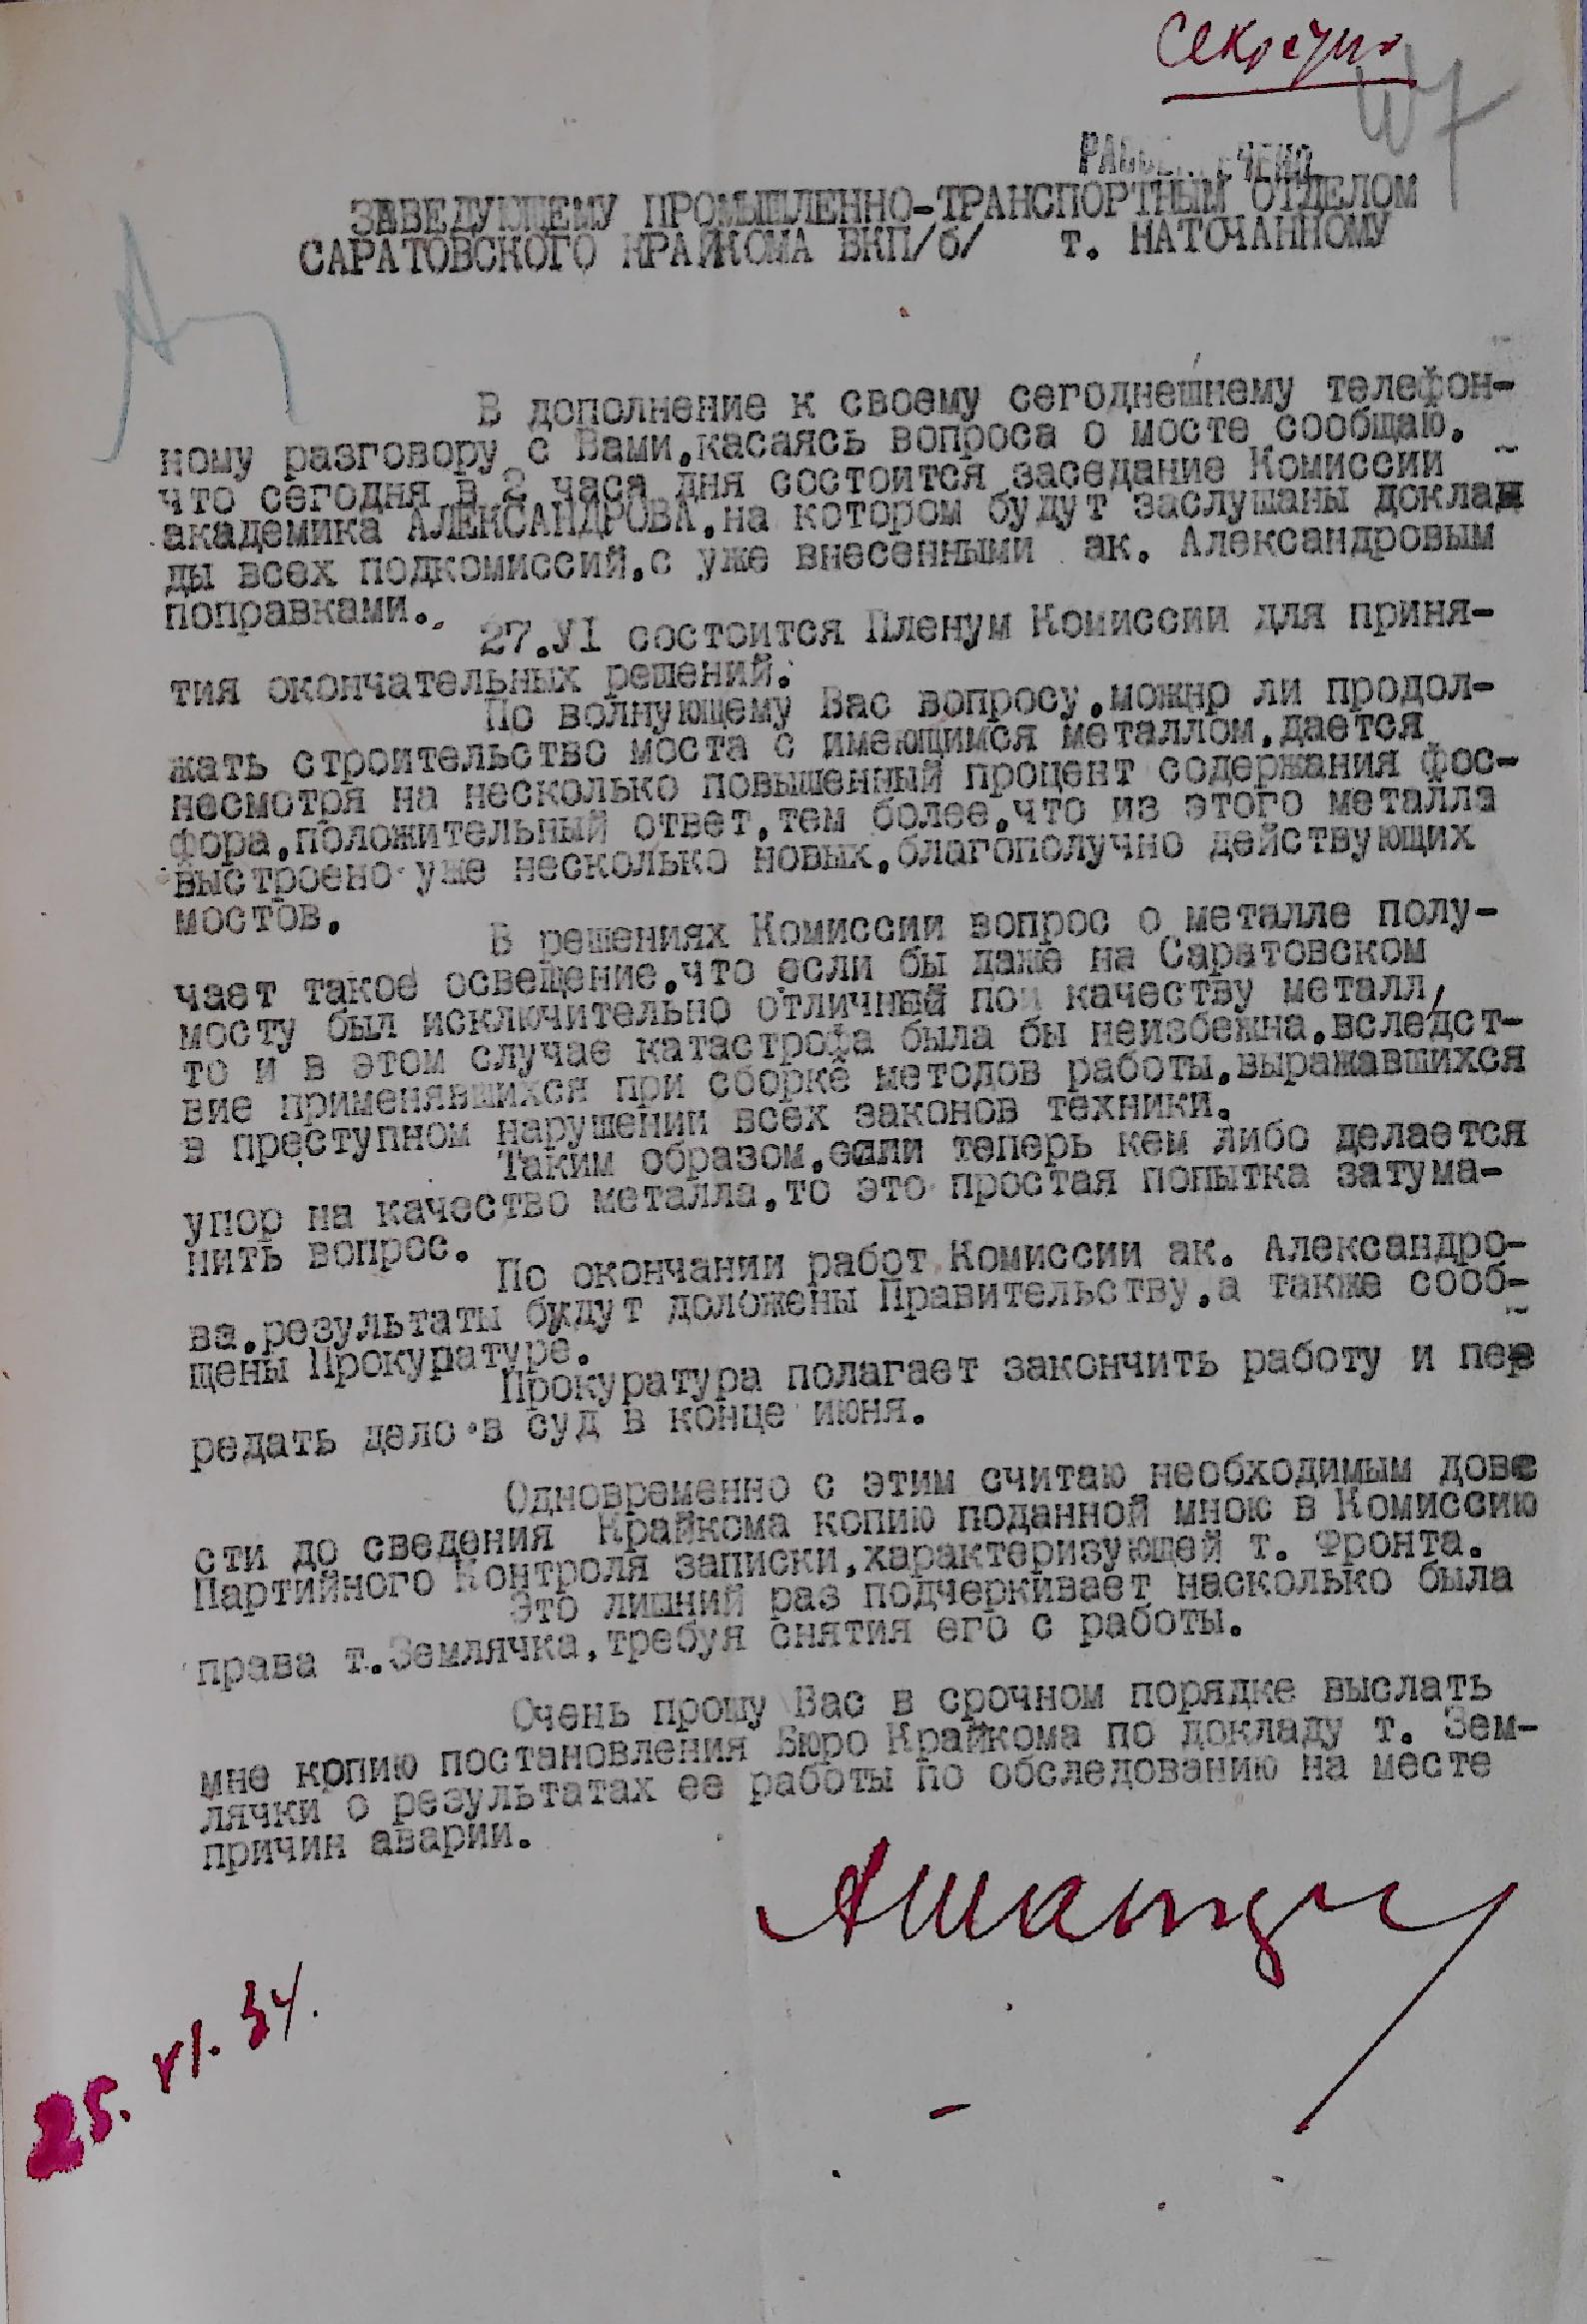 Секретно
РАССЕКРЕЧЕНО
ЗАВЕДУЮЩЕМУ ПРОМЫШЛЕННО-ТРАНСПОРТНЫМ ОТДЕЛОМ
САРАТОВСКОГО КРАЙКОМА ВКП/б/ т. НАТОЧАННОМУ
В дополнение к своему сегоднешнему телефон-
ному разговору с Вами,касаясь вопроса о мосте сообщаю,
что сегодня в 2 часа дня состоится заседание Комиссии
академика АЛЕКСАНДРОВА,на котором будут заслушаны доклад
ды всех подкомиссий,с уже внесенными ак. Александровым
поправками.
27.УI состоится Пленум Комиссии для приня-
тия окончательных решений.
По волнующему Вас вопросу,можно ли продол-
жать строительство моста с имеющимся металлом,дается
несмотря на несколько повышенный процент содержания фос-
фора,положительный ответ,тем более,что из этого металла
выстроено уже несколько новых,благополучно действующих
мостов.
В решениях Комиссии вопрос о металле полу-
чает такое освещение,что если бы даже на Саратовском
мосту был исключительно отличный по качеству металл,
то и в этом случае катастрофа была бы неизбежна,вследст-
вие применявшихся при сборке методов работы,выражавшихся
в преступном нарушении всех законов техники.
Таким образом,если теперь кем либо делается
упор на качество металла,то это простая попытка затума-
нить вопрос.
По окончании работ Комиссии ак. Александро-
ва,результаты будут доложены Правительству,а также сооб-
щены Прокуратуре.
Прокуратура полагает закончить работу и пере
редать дело в суд в конце июня.
Одновременно с этим считаю необходимым дове
сти до сведения Крайкома копию поданной мною в Комиссию
Партийного Контроля записки,характеризующей т. Фронта.
Это лишний раз подчеркивает насколько была
права т.Землячка,требуя снятия его с работы.
Очень прошу Вас в срочном порядке выслать
мне копию постановления Бюро Крайкома по докладу т. Зем-
лячки о результатах ее работы по обследованию на месте
причин аварии.
25. VI. 34.